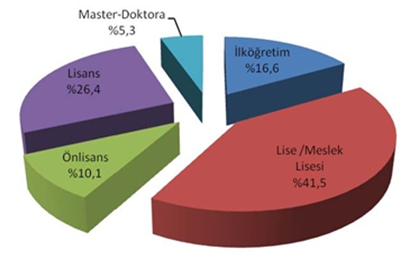 Master-Doktora
%5,3
İlköğretim
%16,6
Lisans
%26,4
Önlisans
%10,1
Lise /Meslek
Lisesi
%41,5